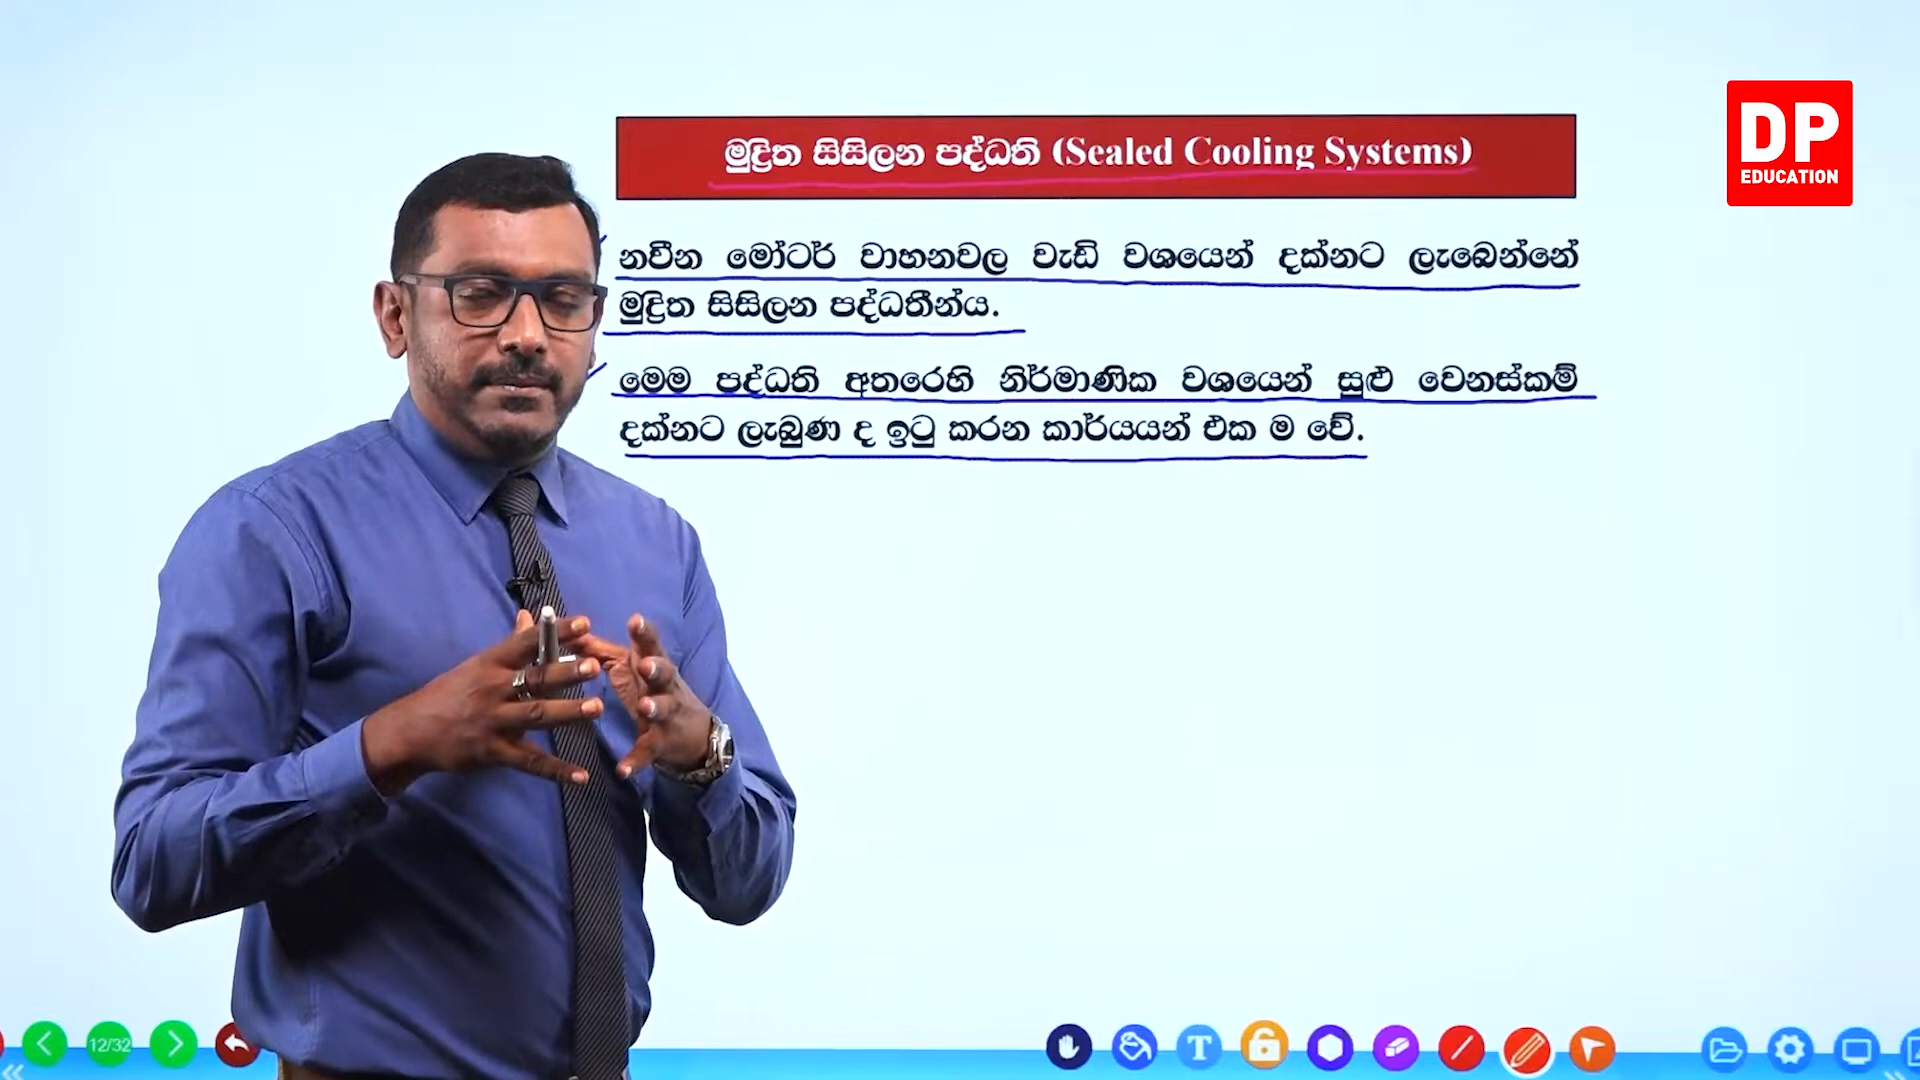 මුද්‍රිත සිසිලන පද්ධති (Sealed Cooling Systems)
DP
EDUCATION
නවීන මෝටර් වාහනවල වැඩි වශයෙන් දක්නට ලැබෙන්නේ
මුද්‍රිත සිසිලන පද්ධතීන්ය.
මෙම පද්ධති අතරෙහි නිර්මාණික වශයෙන් සුළු වෙනස්කම්
දක්නට ලැබුණ ද ඉටු කරන කාර්යයන් එක ම වේ.
12/32
T